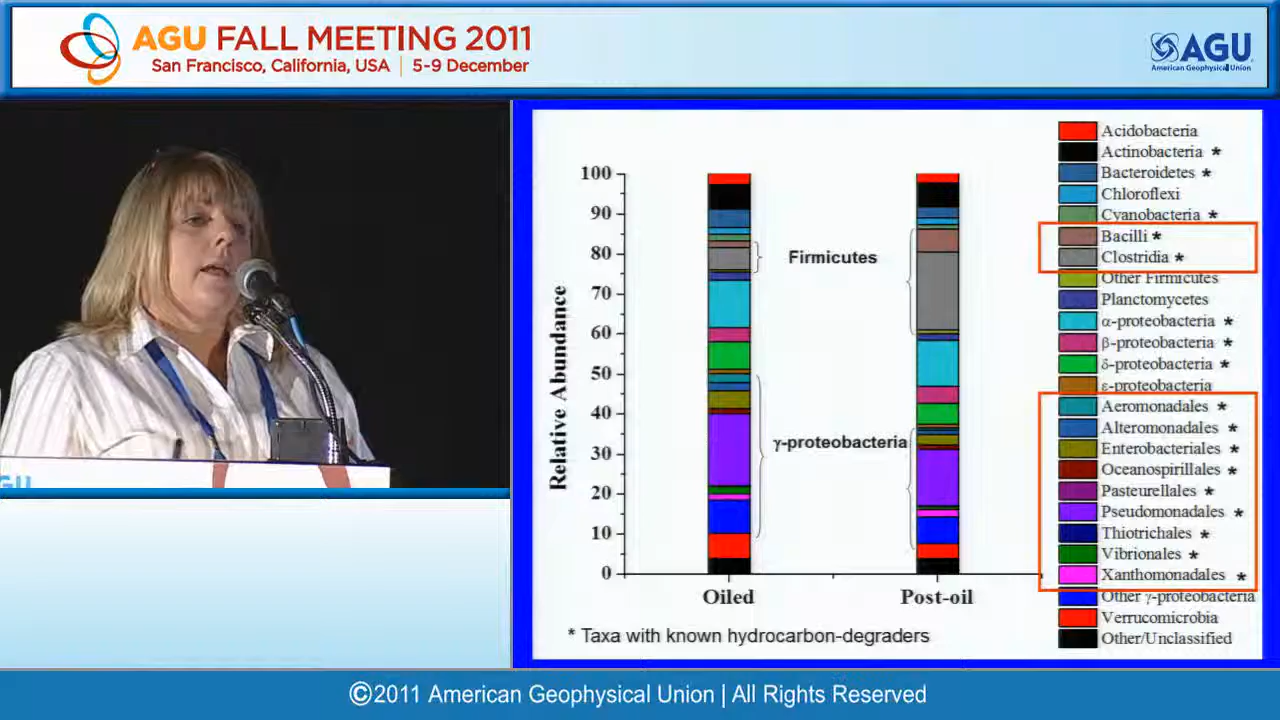 AGU FALL MEETING 2011
San Francisco, California, USA | 5-9 December
AGU
American Geophysical Union
GU
Relative Abundance
100
90
80
70
60
50
40
30
20
10
0
Firmicutes
γ-proteobacteria
Oiled
Post-oil
* Taxa with known hydrocarbon-degraders
Acidobacteria
Actinobacteria *
Bacteroidetes *
Chloroflexi
Cyanobacteria *
Bacilli *
Clostridia *
Other Firmicutes
Planctomycetes
α-proteobacteria *
β-proteobacteria *
δ-proteobacteria *
ε-proteobacteria
Aeromonadales *
Alteromonadales *
Enterobacteriales *
Oceanospirillales *
Pasteurellales *
Pseudomonadales *
Thiotrichales *
Vibrionales *
Xanthomonadales *
Other γ-proteobacteria
Verrucomicrobia
Other/Unclassified
©2011 American Geophysical Union | All Rights Reserved